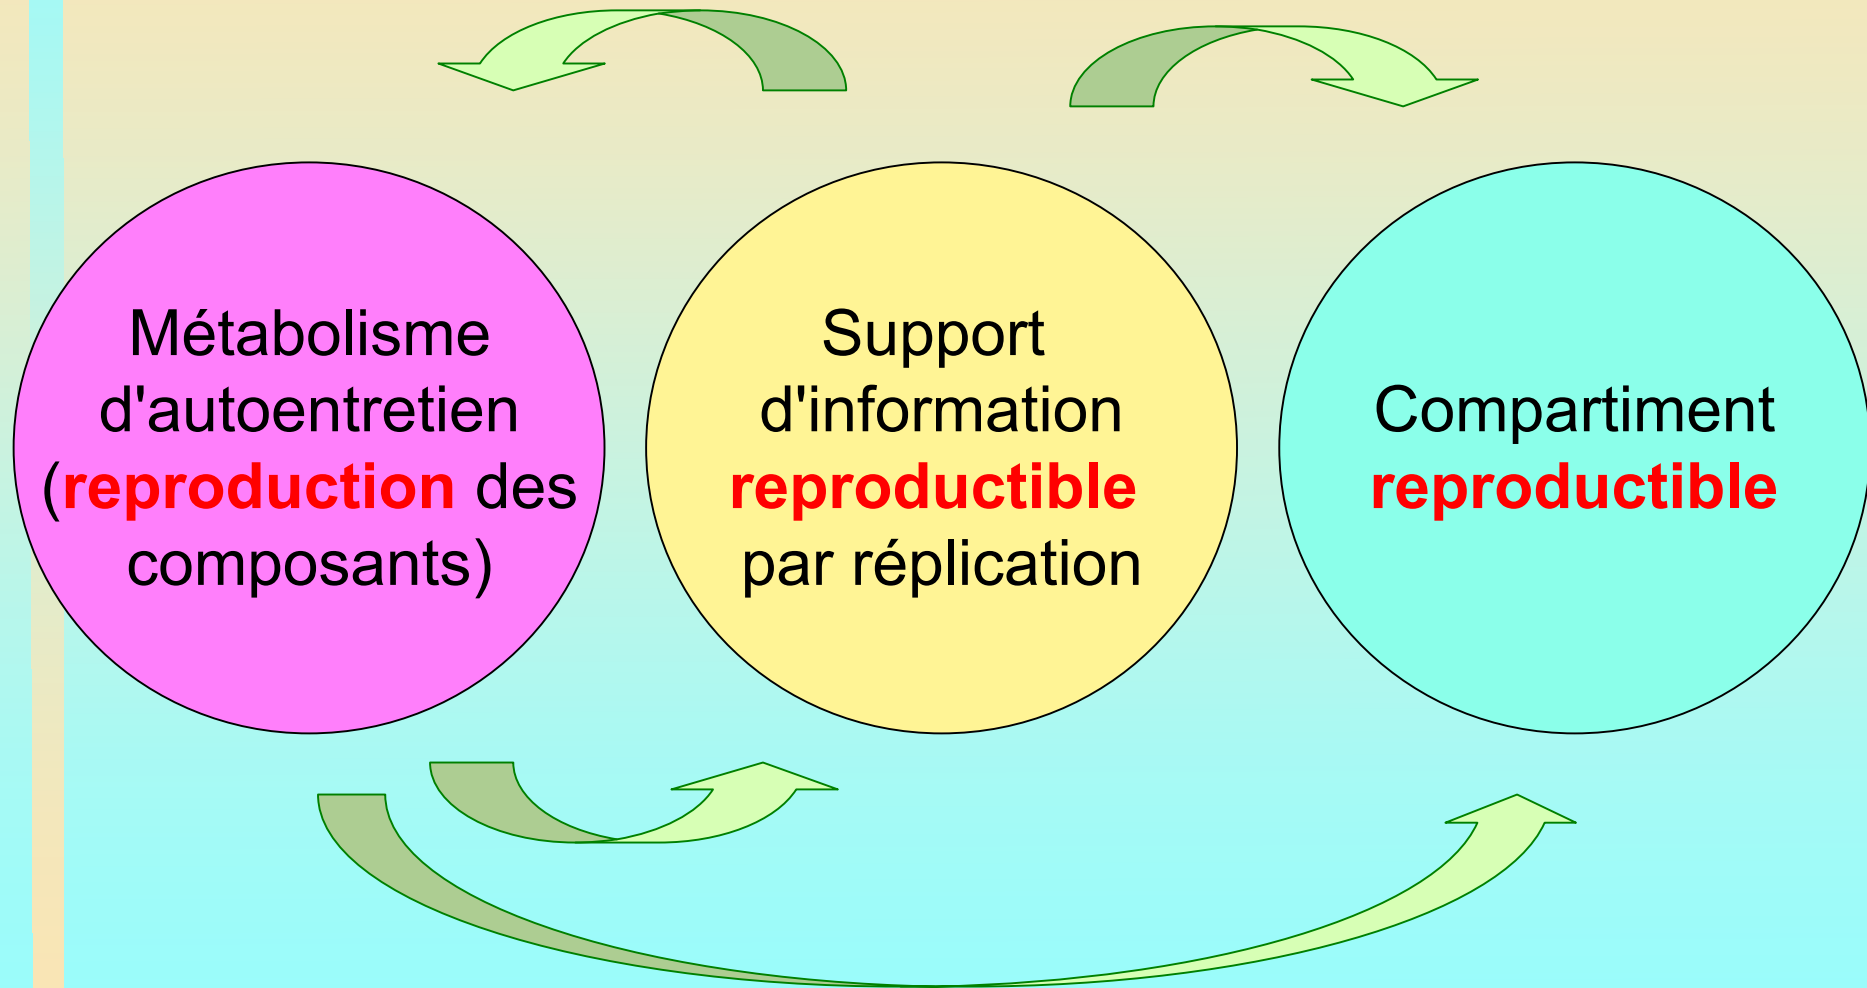 Métabolisme
d'autoentretien
(reproduction des
composants)
Support
d'information
reproductible
par réplication
Compartiment
reproductible